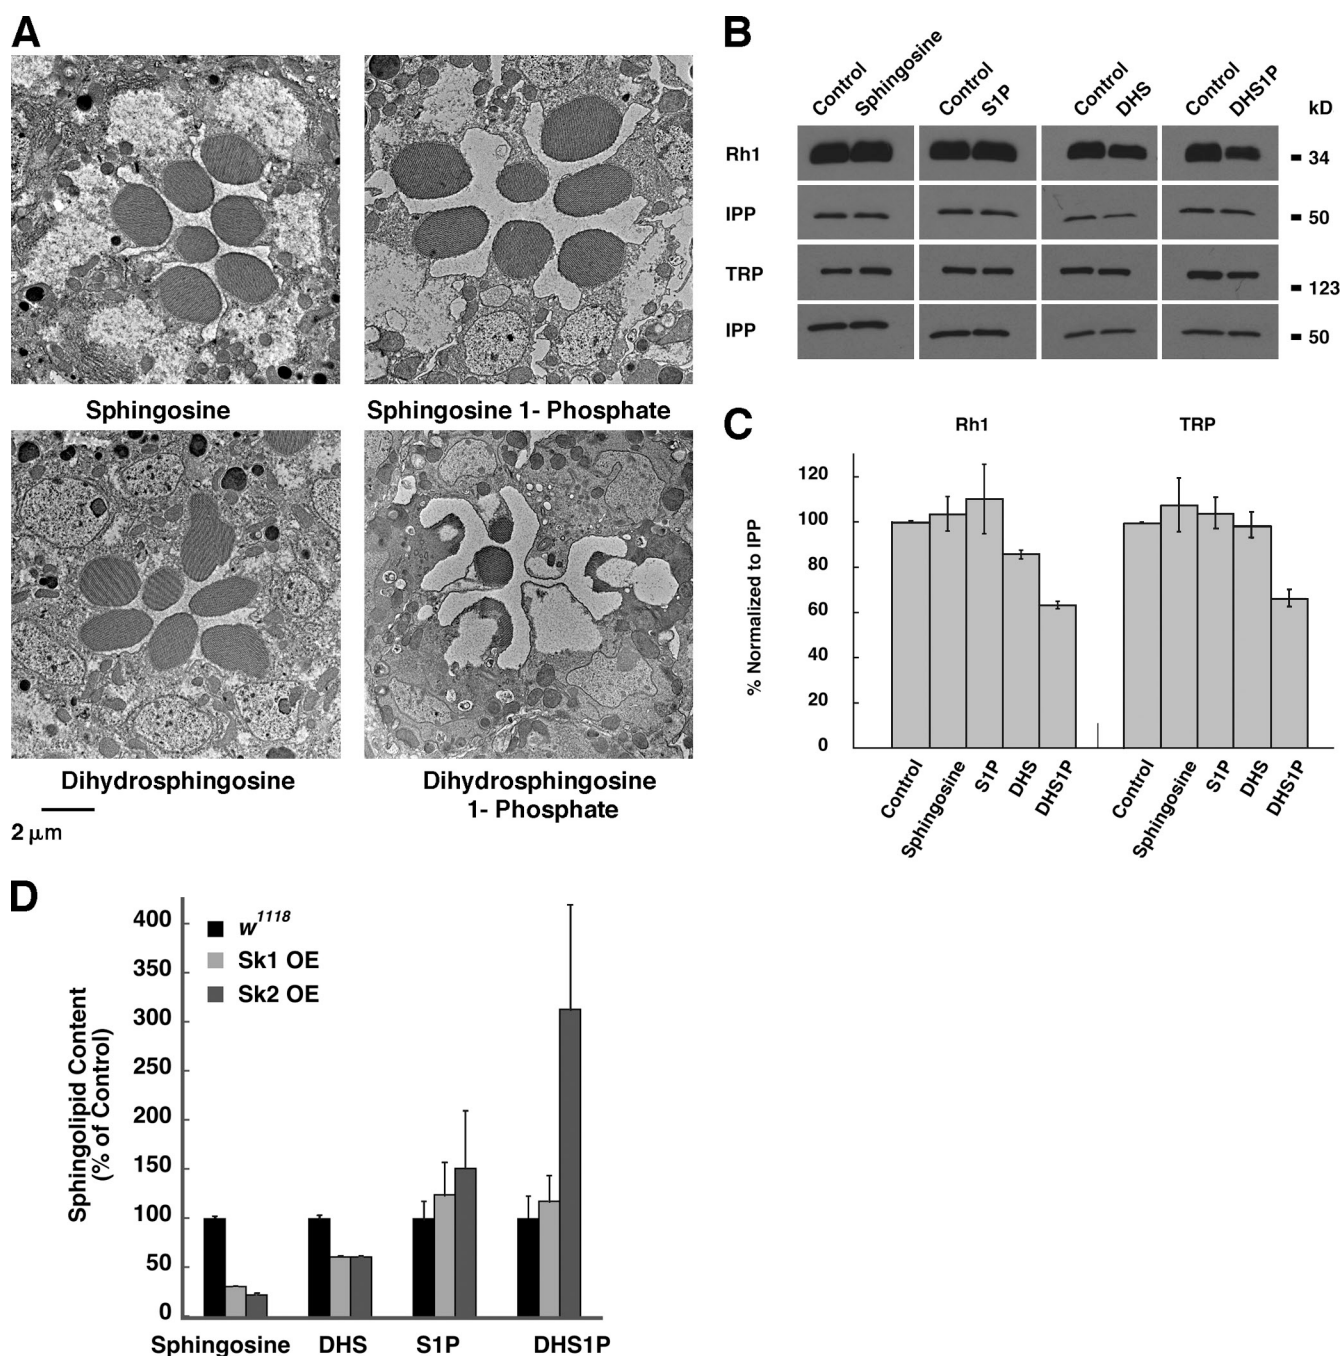 A
Sphingosine
Sphingosine 1- Phosphate
Dihydrosphingosine
Dihydrosphingosine
1- Phosphate
2 μm
B
Control
Sphingosine
Control
S1P
Control
DHS
Control
DHS1P
kD
Rh1
34
IPP
50
TRP
123
IPP
50
C
Rh1
TRP
% Normalized to IPP
120
100
80
60
40
20
0
Control
Sphingosine
S1P
DHS
DHS1P
Control
Sphingosine
S1P
DHS
DHS1P
D
Sphingolipid Content
(% of Control)
400
350
300
250
200
150
100
50
0
w1118
Sk1 OE
Sk2 OE
Sphingosine
DHS
S1P
DHS1P